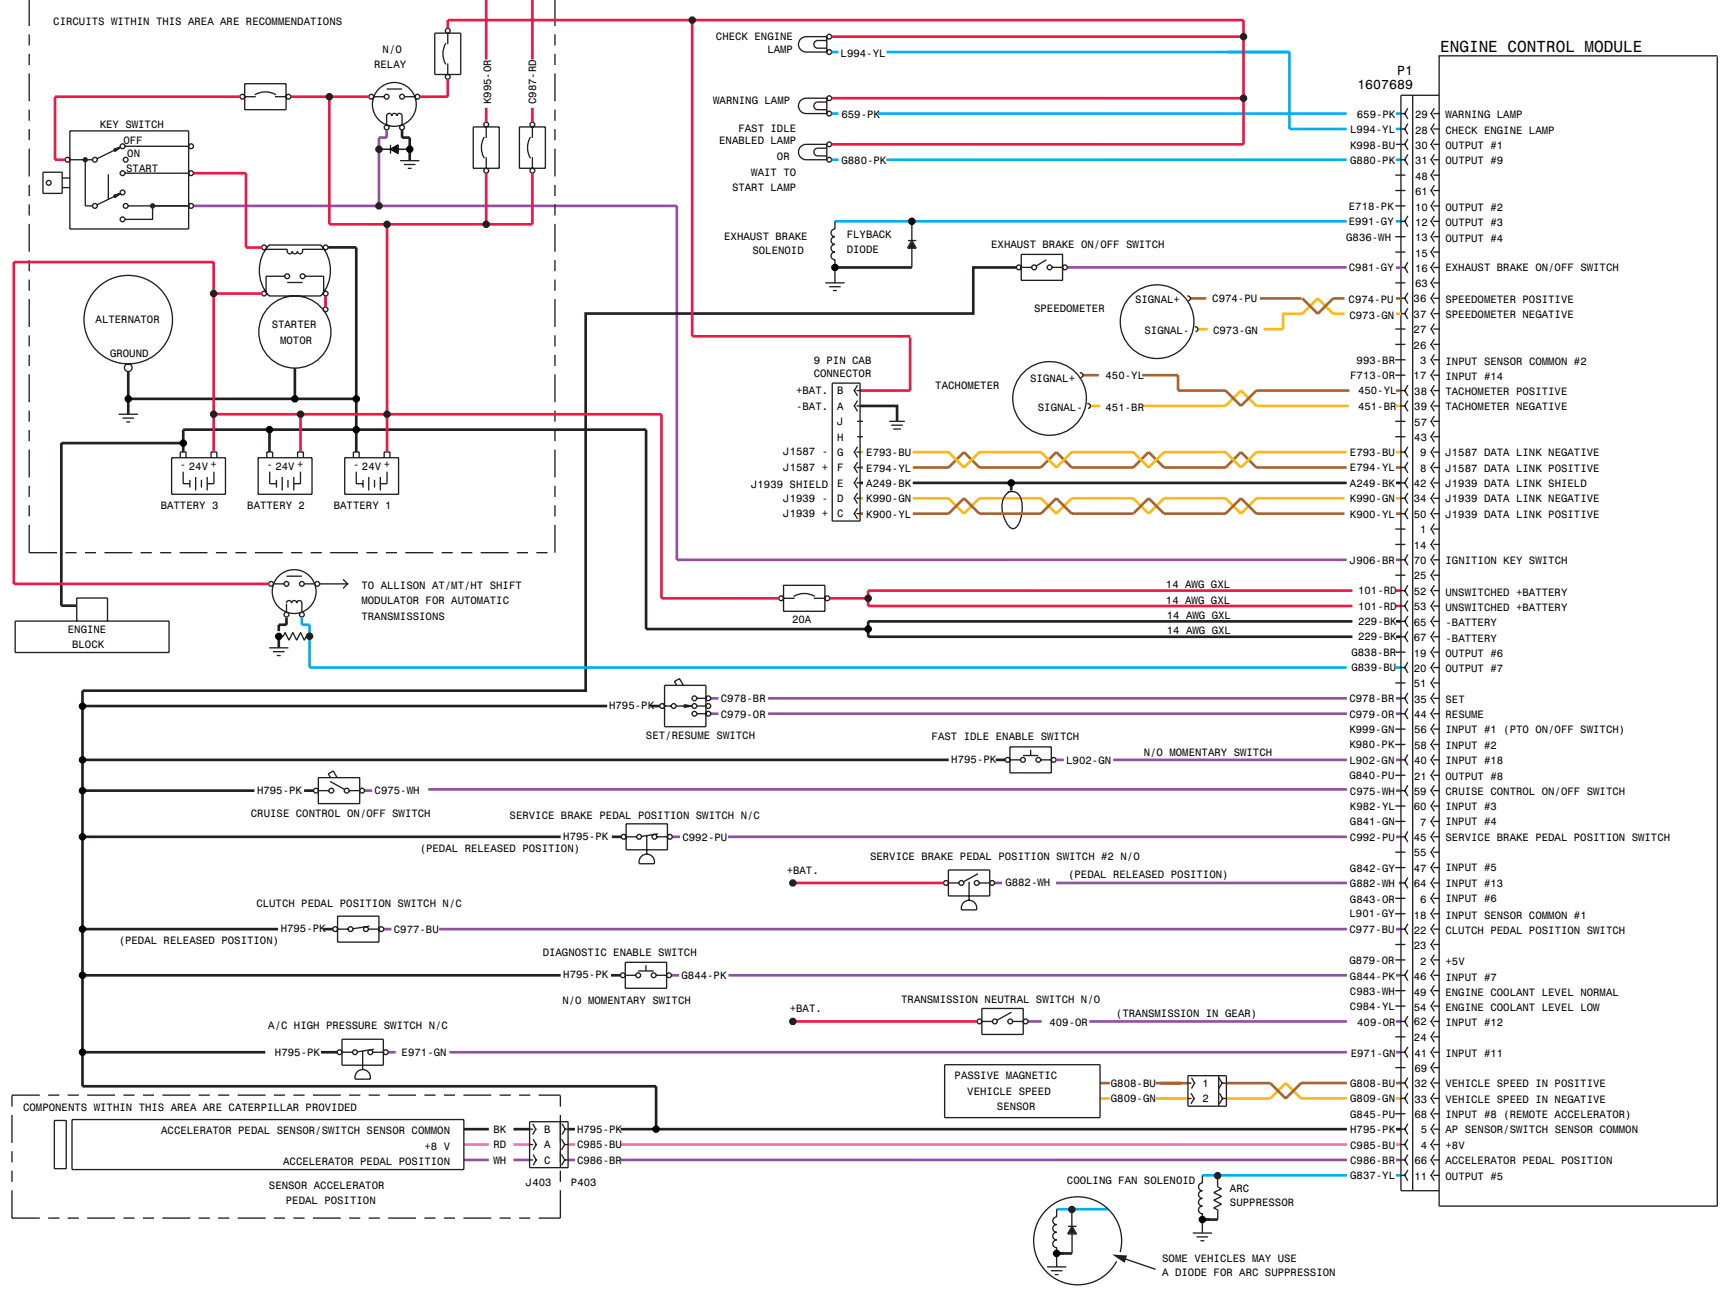 CIRCUITS WITHIN THIS AREA ARE RECOMMENDATIONS
N/O
RELAY
K995-OR
C987-RD
KEY SWITCH
OFF
ON
START
ALTERNATOR
GROUND
STARTER
MOTOR
- 24V +
- 24V +
- 24V +
BATTERY 3
BATTERY 2
BATTERY 1
ENGINE
BLOCK
TO ALLISON AT/MT/HT SHIFT
MODULATOR FOR AUTOMATIC
TRANSMISSIONS
CHECK ENGINE
LAMP
L994-YL
WARNING LAMP
659-PK
FAST IDLE
ENABLED LAMP
OR
WAIT TO
START LAMP
G880-PK
EXHAUST BRAKE
SOLENOID
FLYBACK
DIODE
EXHAUST BRAKE ON/OFF SWITCH
SPEEDOMETER
SIGNAL+
C974-PU
SIGNAL-
C973-GN
TACHOMETER
SIGNAL+
450-YL
SIGNAL-
451-BR
9 PIN CAB
CONNECTOR
+BAT. B
-BAT. A
J
H
J1587 - G E793-BU
J1587 + F E794-YL
J1939 SHIELD E A249-BK
J1939 - D K990-GN
J1939 + C K900-YL
20A
14 AWG GXL
14 AWG GXL
14 AWG GXL
14 AWG GXL
H795-PK
C978-BR
C979-OR
SET/RESUME SWITCH
FAST IDLE ENABLE SWITCH
H795-PK
L902-GN
N/O MOMENTARY SWITCH
H795-PK
C975-WH
CRUISE CONTROL ON/OFF SWITCH
SERVICE BRAKE PEDAL POSITION SWITCH N/C
H795-PK
C992-PU
(PEDAL RELEASED POSITION)
SERVICE BRAKE PEDAL POSITION SWITCH #2 N/O
+BAT.
G882-WH
(PEDAL RELEASED POSITION)
CLUTCH PEDAL POSITION SWITCH N/C
H795-PK
C977-BU
(PEDAL RELEASED POSITION)
DIAGNOSTIC ENABLE SWITCH
H795-PK
G844-PK
N/O MOMENTARY SWITCH
TRANSMISSION NEUTRAL SWITCH N/O
+BAT.
409-OR
(TRANSMISSION IN GEAR)
A/C HIGH PRESSURE SWITCH N/C
H795-PK
E971-GN
PASSIVE MAGNETIC
VEHICLE SPEED
SENSOR
G808-BU 1
G809-GN 2
COMPONENTS WITHIN THIS AREA ARE CATERPILLAR PROVIDED
ACCELERATOR PEDAL SENSOR/SWITCH SENSOR COMMON BK B H795-PK
+8 V RD A C985-BU
ACCELERATOR PEDAL POSITION WH C C986-BR
J403 P403
SENSOR ACCELERATOR
PEDAL POSITION
COOLING FAN SOLENOID
ARC
SUPPRESSOR
SOME VEHICLES MAY USE
A DIODE FOR ARC SUPPRESSION
ENGINE CONTROL MODULE
P1
1607689
659-PK 29 WARNING LAMP
L994-YL 28 CHECK ENGINE LAMP
K998-BU 30 OUTPUT #1
G880-PK 31 OUTPUT #9
48
61
E718-PK 10 OUTPUT #2
E991-GY 12 OUTPUT #3
G836-WH 13 OUTPUT #4
15
C981-GY 16 EXHAUST BRAKE ON/OFF SWITCH
63
C974-PU 36 SPEEDOMETER POSITIVE
C973-GN 37 SPEEDOMETER NEGATIVE
27
26
993-BR 3 INPUT SENSOR COMMON #2
F713-OR 17 INPUT #14
450-YL 38 TACHOMETER POSITIVE
451-BR 39 TACHOMETER NEGATIVE
57
43
E793-BU 9 J1587 DATA LINK NEGATIVE
E794-YL 8 J1587 DATA LINK POSITIVE
A249-BK 42 J1939 DATA LINK SHIELD
K990-GN 34 J1939 DATA LINK NEGATIVE
K900-YL 50 J1939 DATA LINK POSITIVE
1
14
J906-BR 70 IGNITION KEY SWITCH
25
101-RD 52 UNSWITCHED +BATTERY
101-RD 53 UNSWITCHED +BATTERY
229-BK 65 -BATTERY
229-BK 67 -BATTERY
G838-BR 19 OUTPUT #6
G839-BU 20 OUTPUT #7
51
C978-BR 35 SET
C979-OR 44 RESUME
K999-GN 56 INPUT #1 (PTO ON/OFF SWITCH)
K980-PK 58 INPUT #2
L902-GN 40 INPUT #18
G840-PU 21 OUTPUT #8
C975-WH 59 CRUISE CONTROL ON/OFF SWITCH
K982-YL 60 INPUT #3
G841-GN 7 INPUT #4
C992-PU 45 SERVICE BRAKE PEDAL POSITION SWITCH
55
G842-GY 47 INPUT #5
G882-WH 64 INPUT #13
G843-OR 6 INPUT #6
L901-GY 18 INPUT SENSOR COMMON #1
C977-BU 22 CLUTCH PEDAL POSITION SWITCH
23
G879-OR 2 +5V
G844-PK 46 INPUT #7
C983-WH 49 ENGINE COOLANT LEVEL NORMAL
C984-YL 54 ENGINE COOLANT LEVEL LOW
409-OR 62 INPUT #12
24
E971-GN 41 INPUT #11
69
G808-BU 32 VEHICLE SPEED IN POSITIVE
G809-GN 33 VEHICLE SPEED IN NEGATIVE
G845-PU 68 INPUT #8 (REMOTE ACCELERATOR)
H795-PK 5 AP SENSOR/SWITCH SENSOR COMMON
C985-BU 4 +8V
C986-BR 66 ACCELERATOR PEDAL POSITION
G837-YL 11 OUTPUT #5